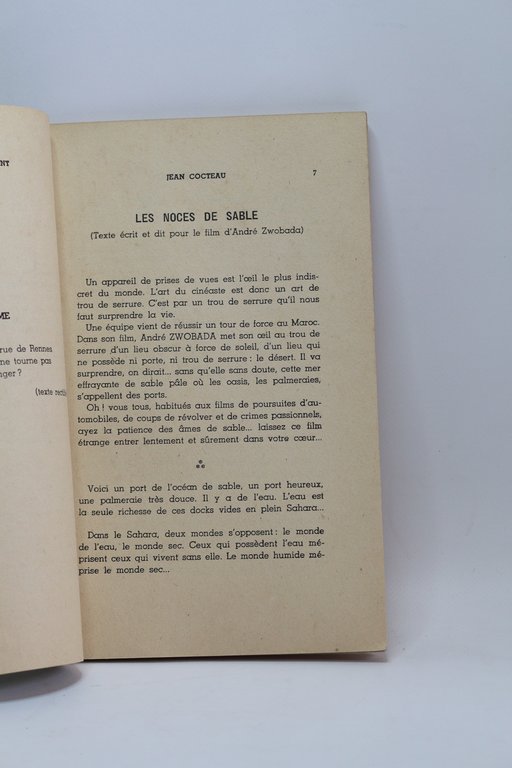 NT
ME
rue de Rennes
ne tourne pas
nger ?
(texte recti
JEAN COCTEAU 7
LES NOCES DE SABLE
(Texte écrit et dit pour le film d'André Zwobada)
Un appareil de prises de vues est l'œil le plus indis-
cret du monde. L'art du cinéaste est donc un art de
trou de serrure. C'est par un trou de serrure qu'il nous
faut surprendre la vie.
Une équipe vient de réussir un tour de force au Maroc.
Dans son film, André ZWOBADA met son œil au trou de
serrure d'un lieu obscur à force de soleil, d'un lieu qui
ne possède ni porte, ni trou de serrure : le désert. Il va
surprendre, on dirait... sans qu'elle sans doute, cette mer
effrayante de sable pâle où les oasis, les palmeraies,
s'appellent des ports.
Oh ! vous tous, habitués aux films de poursuites d'au-
tomobiles, de coups de révolver et de crimes passionnels,
ayez la patience des âmes de sable... laissez ce film
étrange entrer lentement et sûrement dans votre cœur...
Voici un port de l'océan de sable, un port heureux,
une palmeraie très douce. Il y a de l'eau. L'eau est
la seule richesse de ces docks vides en plein Sahara...
Dans le Sahara, deux mondes s'opposent : le monde
de l'eau, le monde sec. Ceux qui possèdent l'eau mé-
prisent ceux qui vivent sans elle. Le monde humide mé-
prise le monde sec...